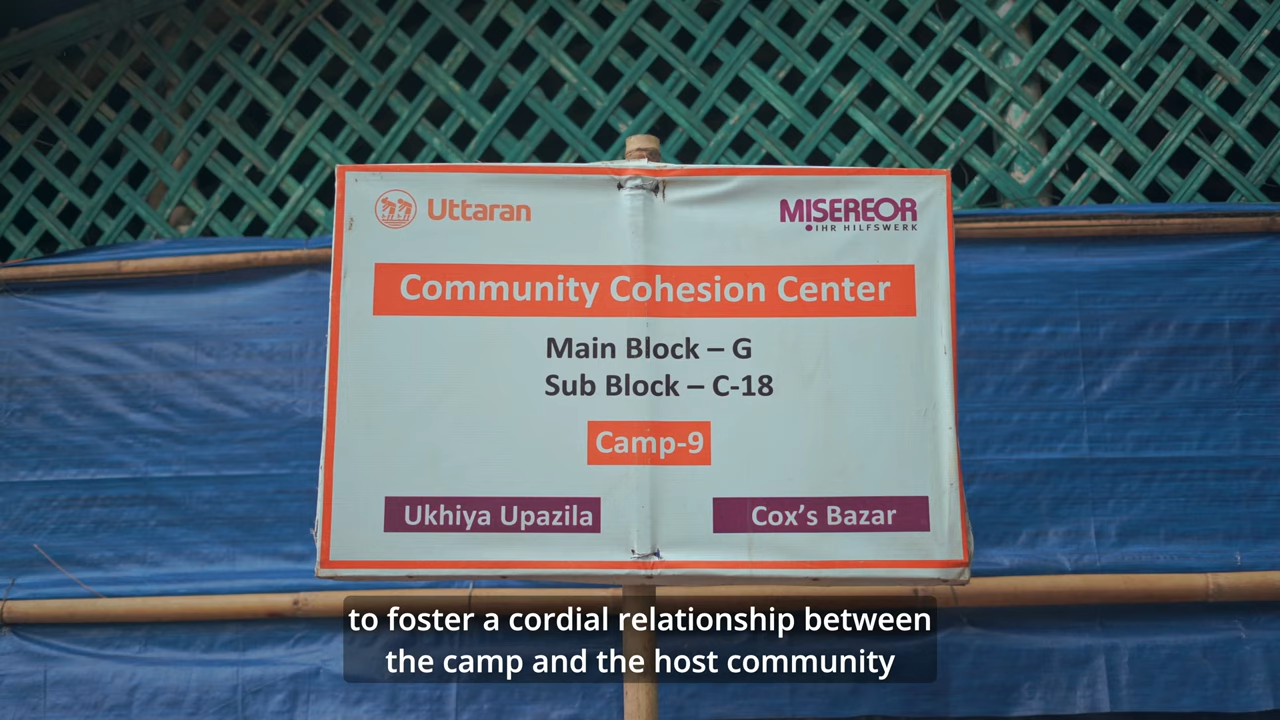 Uttaran
MISEREOR
IHR HILFSWERK
Community Cohesion Center
Main Block – G
Sub Block – C-18
Camp-9
Ukhiya Upazila
Cox’s Bazar
to foster a cordial relationship between
the camp and the host community